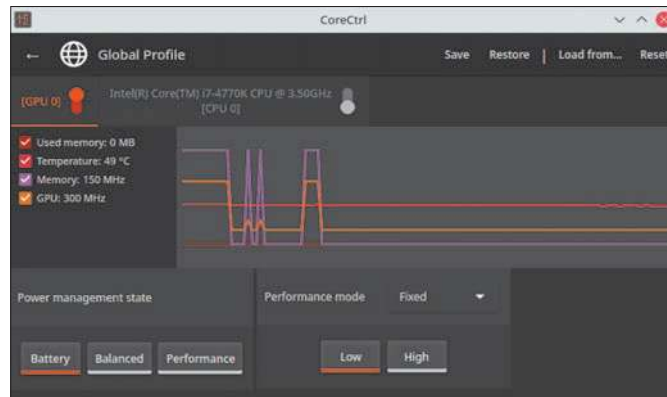 CoreCtrl
← Global Profile Save Restore | Load from... Reset
[GPU 0] Intel(R) Core(TM) i7-4770K CPU @ 3.50GHz
[CPU 0]
Used memory: 0 MB
Temperature: 49 °C
Memory: 150 MHz
GPU: 300 MHz
Power management state Performance mode Fixed
Battery Balanced Performance Low High